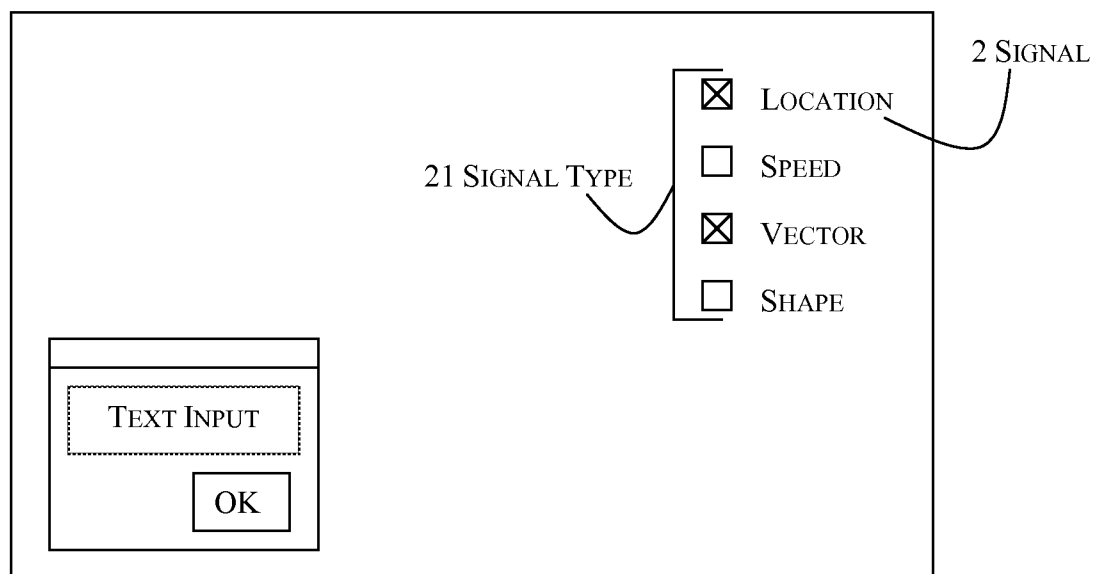 2 SIGNAL
LOCATION
SPEED
21 SIGNAL TYPE
VECTOR
SHAPE
TEXT INPUT
OK